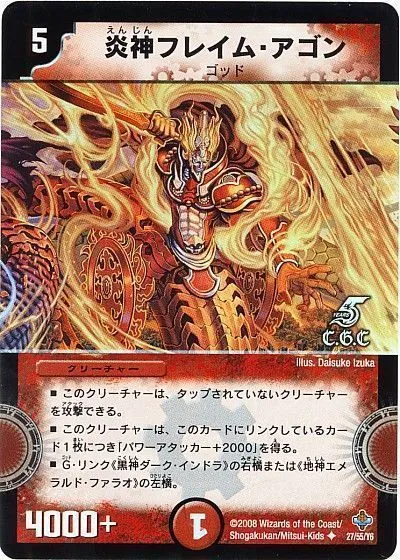 5
えんじん
炎神フレイム・アゴン
ゴッド
5
YEARS
C.G.C
illus. Daisuke Izuka
クリーチャー
■ このクリーチャーは、タップされていないクリーチャー
を攻撃できる。
■ このクリーチャーは、このカードにリンクしているカー
ド1枚につき「パワーアタッカー+2000」を得る。
■ G・リンク《黒神ダーク・インドラ》の右横または《地神エメ
ラルド・ファラオ》の左横。
4000+
1
©2008 Wizards of the Coast/
Shogakukan/Mitsui-Kids ◆ 27/55/Y6